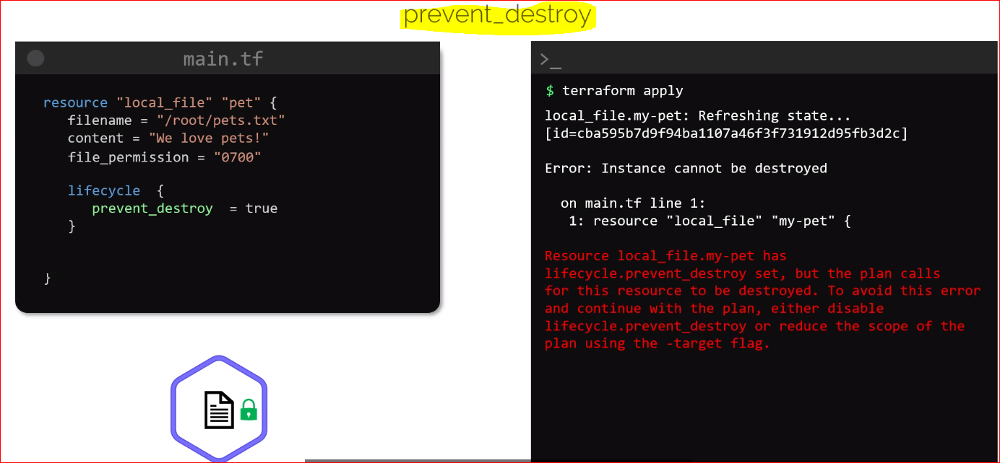 prevent_destroy
main.tf
resource "local_file" "pet" {
filename = "/root/pets.txt"
content = "We love pets!"
file_permission = "0700"
lifecycle {
prevent_destroy = true
}
}
>_
$ terraform apply
local_file.my-pet: Refreshing state...
[id=cba595b7d9f94ba1107a46f3f731912d95fb3d2c]
Error: Instance cannot be destroyed
on main.tf line 1:
1: resource "local_file" "my-pet" {
Resource local_file.my-pet has
lifecycle.prevent_destroy set, but the plan calls
for this resource to be destroyed. To avoid this error
and continue with the plan, either disable
lifecycle.prevent_destroy or reduce the scope of the
plan using the -target flag.